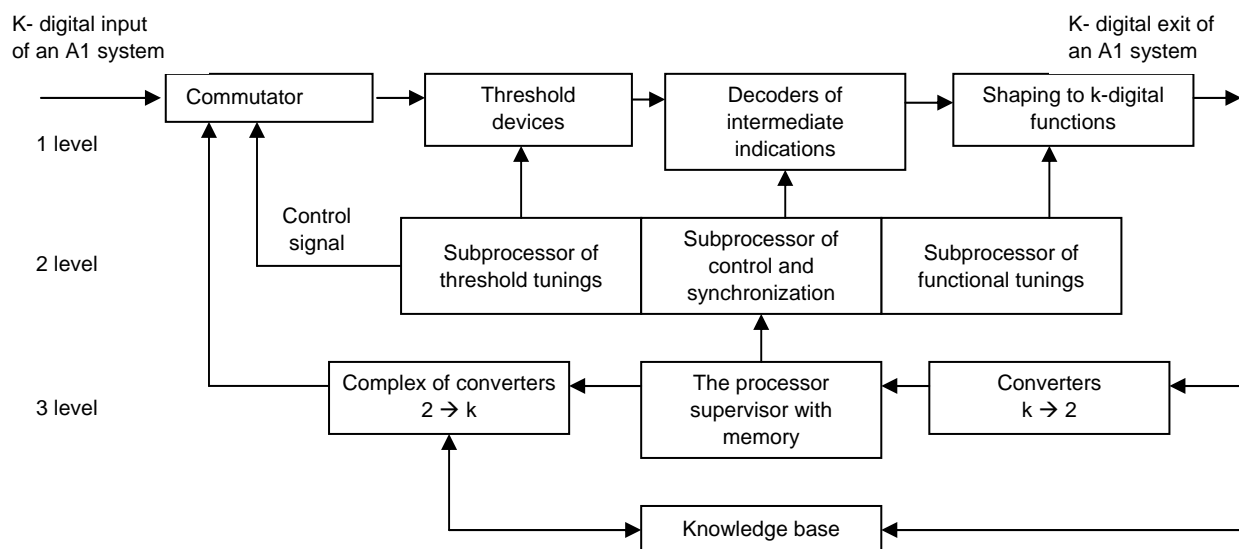 K- digital input
of an A1 system
K- digital exit of
an A1 system
Commutator
Threshold
devices
Decoders of
intermediate
indications
Shaping to k-digital
functions
1 level
Control
signal
2 level
Subprocessor of
threshold tunings
Subprocessor of
control and
synchronization
Subprocessor of
functional tunings
3 level
Complex of converters
2 → k
The processor
supervisor with
memory
Converters
k → 2
Knowledge base